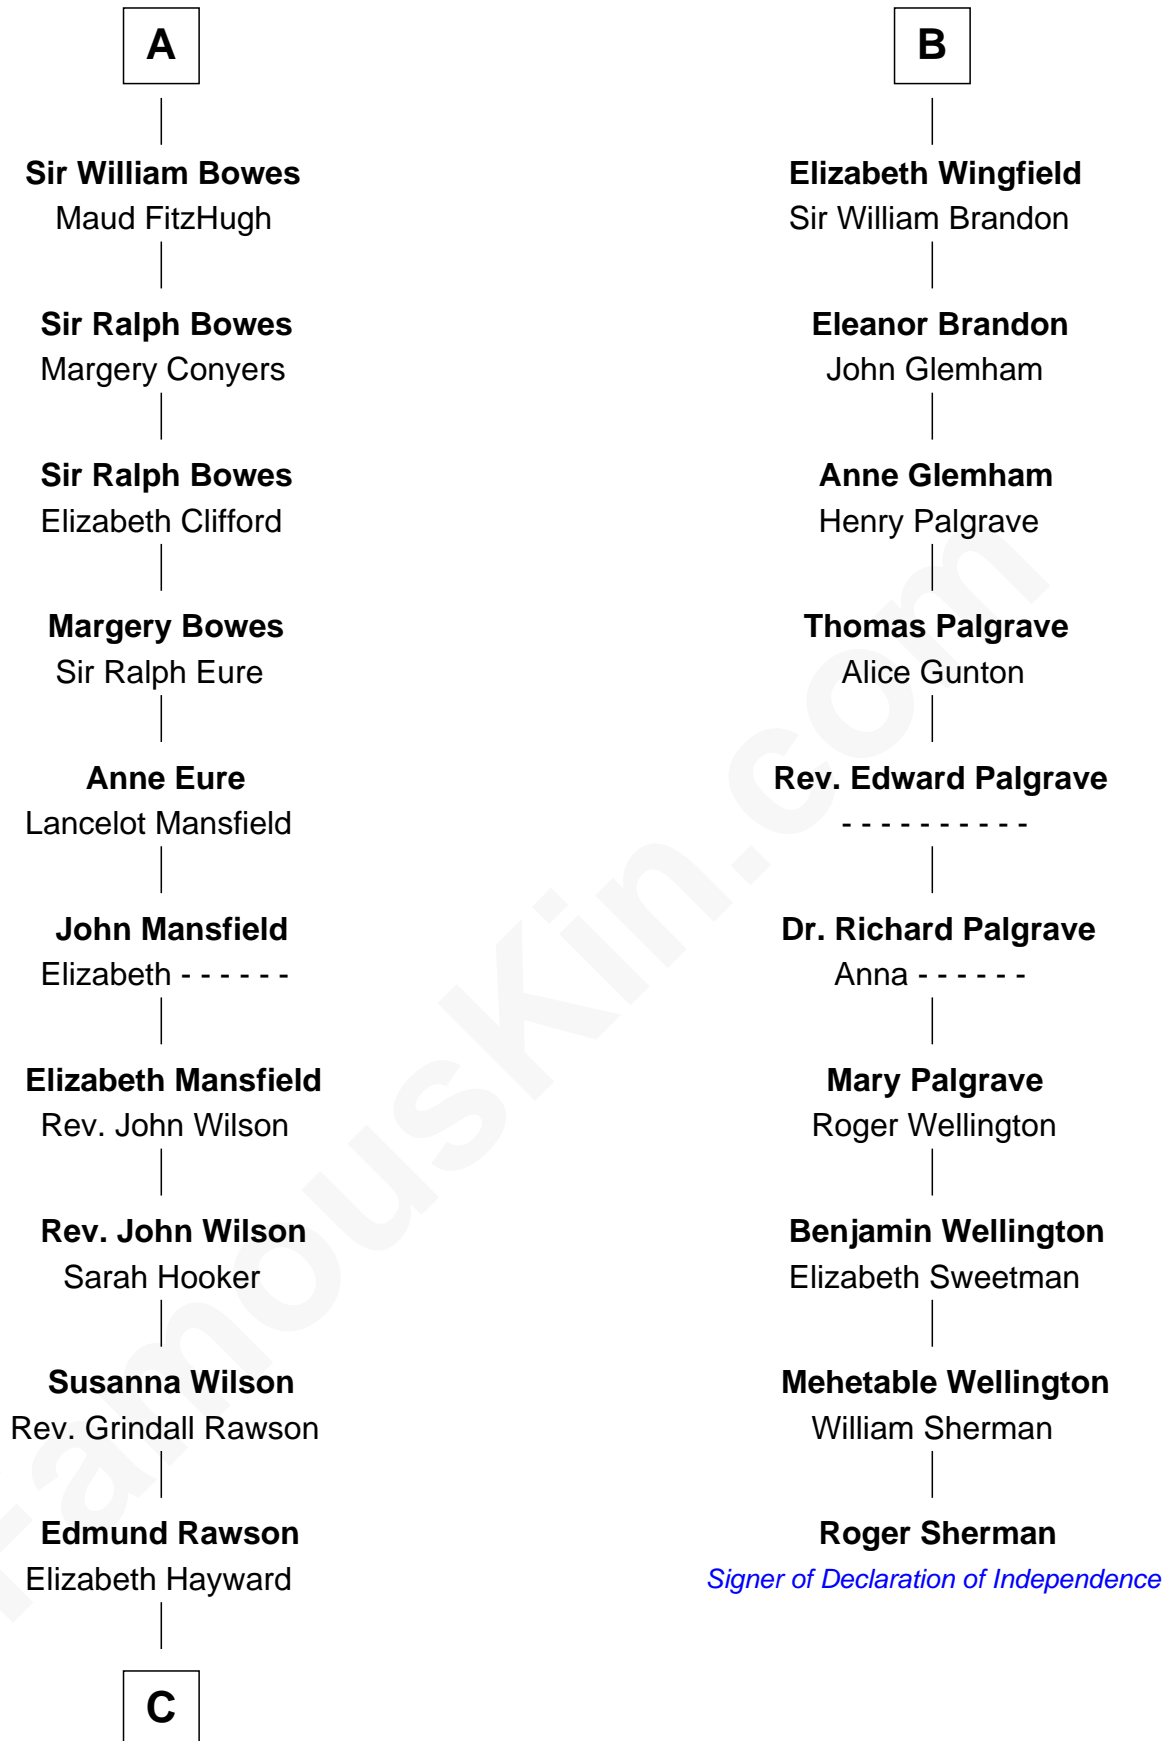 A
Sir William Bowes
Maud FitzHugh
Sir Ralph Bowes
Margery Conyers
Sir Ralph Bowes
Elizabeth Clifford
Margery Bowes
Sir Ralph Eure
Anne Eure
Lancelot Mansfield
John Mansfield
Elizabeth - - - - - -
Elizabeth Mansfield
Rev. John Wilson
Rev. John Wilson
Sarah Hooker
Susanna Wilson
Rev. Grindall Rawson
Edmund Rawson
Elizabeth Hayward
C
B
Elizabeth Wingfield
Sir William Brandon
Eleanor Brandon
John Glemham
Anne Glemham
Henry Palgrave
Thomas Palgrave
Alice Gunton
Rev. Edward Palgrave
- - - - - - - - - -
Dr. Richard Palgrave
Anna - - - - - -
Mary Palgrave
Roger Wellington
Benjamin Wellington
Elizabeth Sweetman
Mehetable Wellington
William Sherman
Roger Sherman
Signer of Declaration of Independence
FamousKin.com